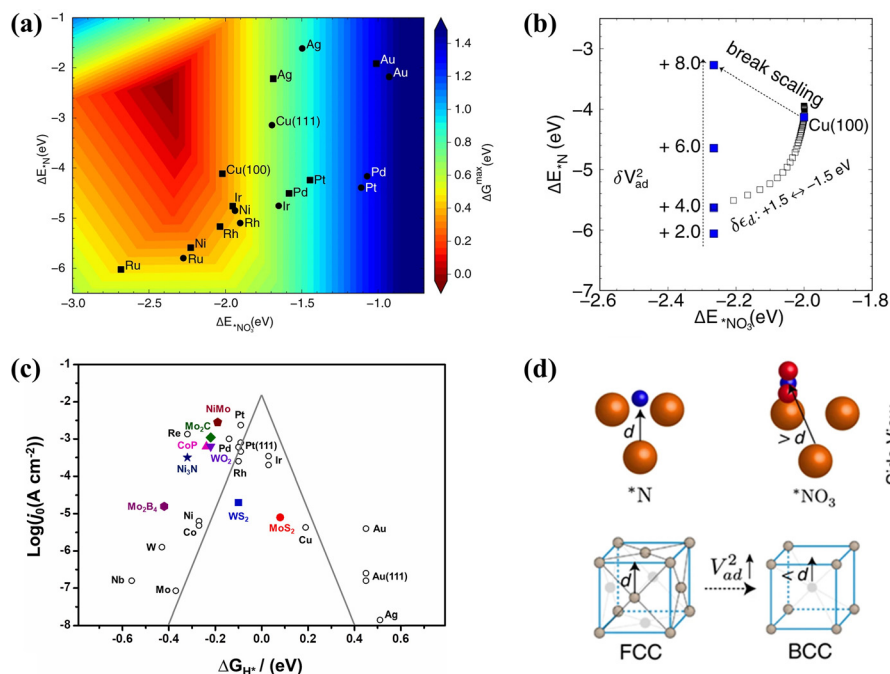 (a)
-1
-2
-3
-4
-5
-6
ΔE*N(eV)
-3.0
-2.5
-2.0
-1.5
-1.0
ΔE*NO₃(eV)
Ag
Au
Au
Ag
Cu(111)
Cu(100)
Pt
Pd
Pd
Pt
Ir
Ni
Ir
Rh
Rh
Ni
Ru
Ru
1.4
1.2
1.0
0.8
0.6
0.4
0.2
0.0
ΔGmax (eV)
(b)
-3
-4
-5
-6
-7
ΔE*N (eV)
-2.6
-2.4
-2.2
-2.0
ΔE*NO₃(eV)
+ 8.0
+ 6.0
+ 4.0
+ 2.0
δV²ad
break scaling
Cu(100)
δϵd: +1.5 ↔ -1.5 eV
(c)
-1
-2
-3
-4
-5
-6
-7
-8
Log(j₀(A cm⁻²))
-0.6
-0.4
-0.2
0.0
0.2
0.4
0.6
ΔGH* / (eV)
NiMo
Pt
Re
Mo₂C
CoP
Pd
Pt(111)
WO₂
Ni₃N
Rh
Ir
Mo₂B₄
WS₂
MoS₂
Ni
Co
Cu
Au
W
Nb
Mo
Au(111)
Ag
(d)
d
*N
> d
*NO₃
d
V²ad↑
< d
FCC
BCC